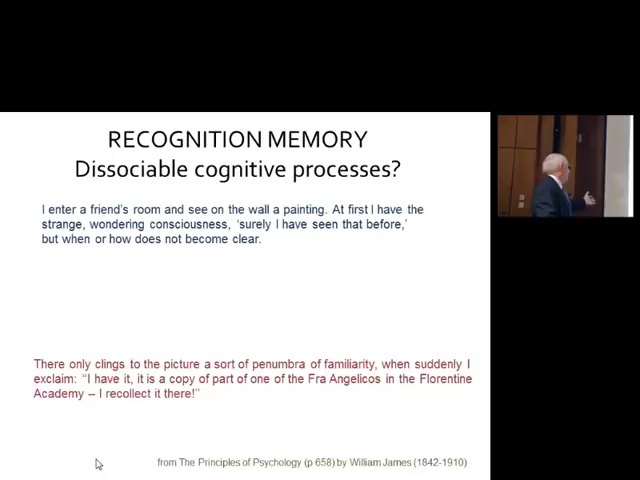 RECOGNITION MEMORY
Dissociable cognitive processes?
I enter a friend's room and see on the wall a painting. At first I have the
strange, wondering consciousness, 'surely I have seen that before,'
but when or how does not become clear.
There only clings to the picture a sort of penumbra of familiarity, when suddenly I
exclaim: "I have it, it is a copy of part of one of the Fra Angelicos in the Florentine
Academy – I recollect it there!"
from The Principles of Psychology (p 658) by William James (1842-1910)